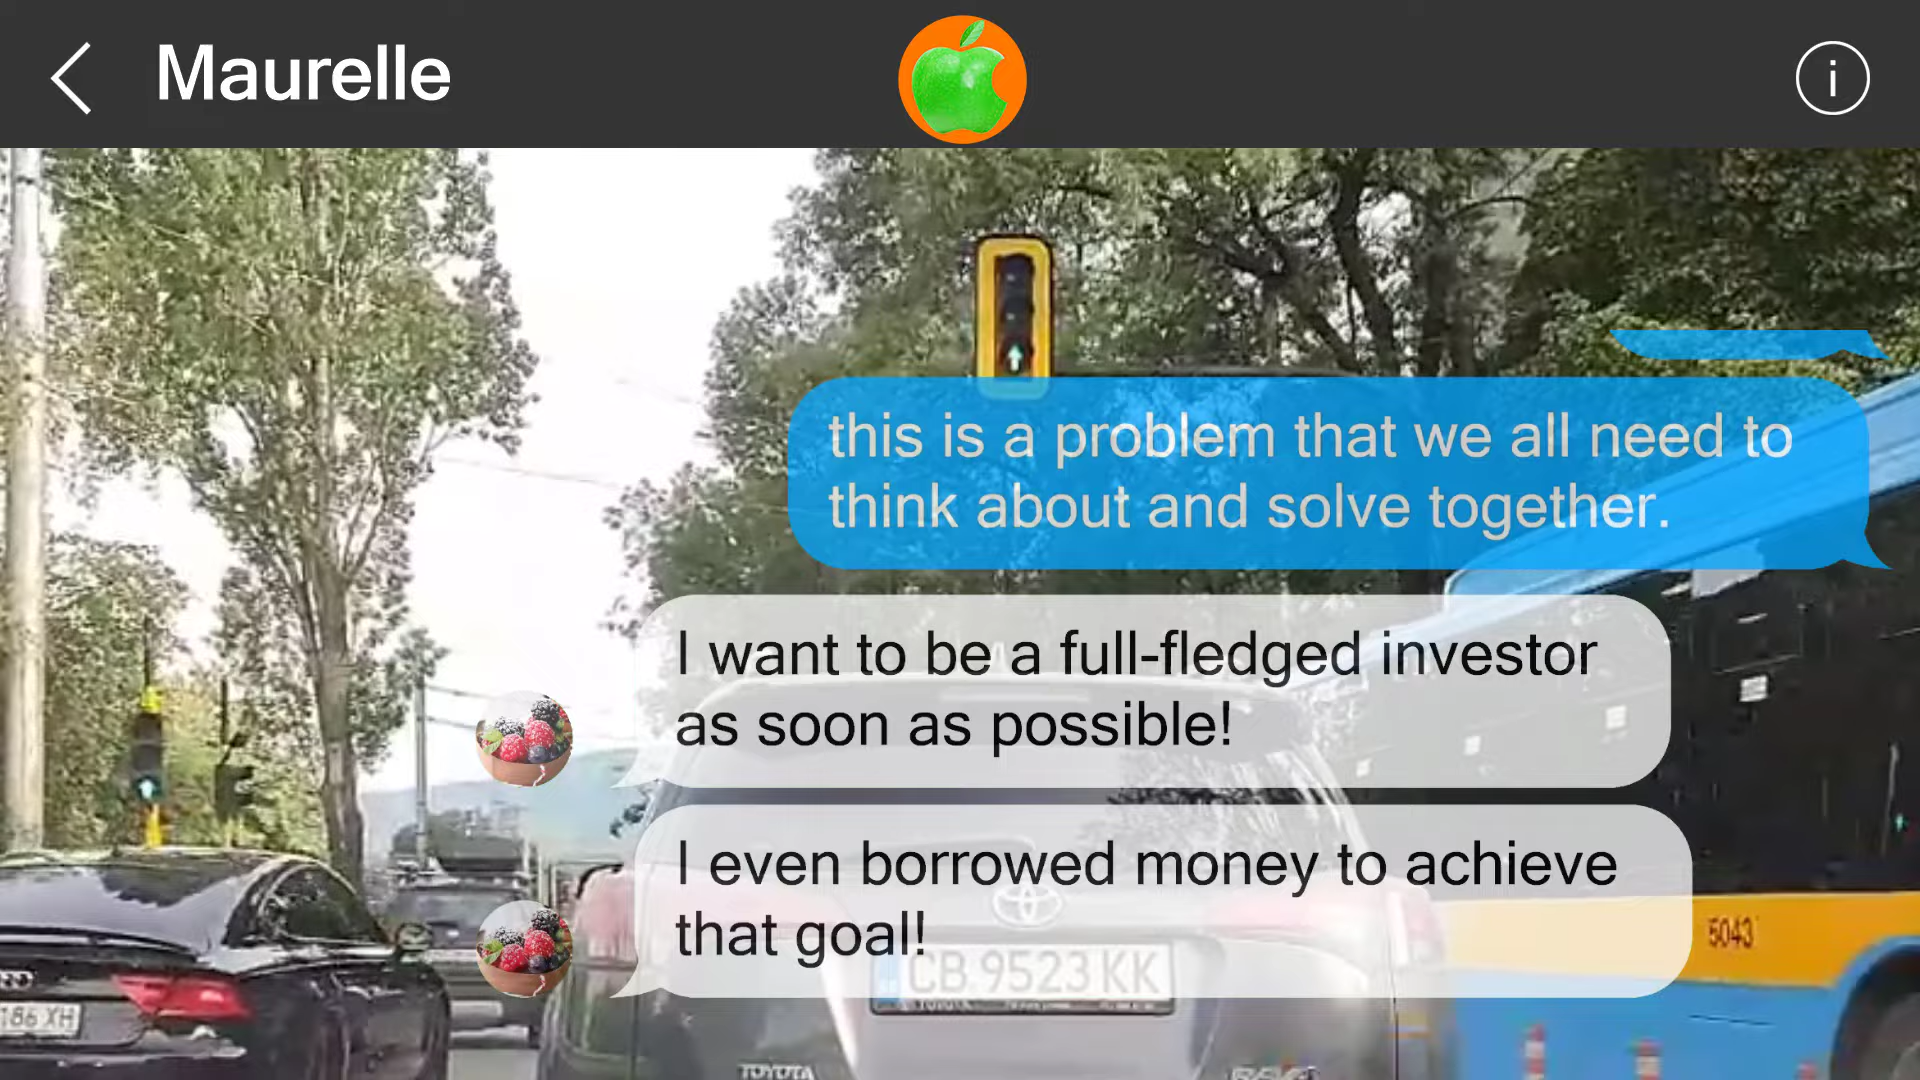 Maurelle
i
this is a problem that we all need to
think about and solve together.
I want to be a full-fledged investor
as soon as possible!
I even borrowed money to achieve
that goal!
5043
CB 9523 KK
186 XH
TOYOTA